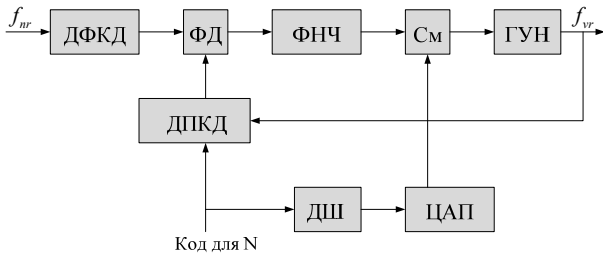 f_nr
ДФКД
ФД
ФНЧ
См
ГУН
f_vr
ДПКД
ДШ
ЦАП
Код для N